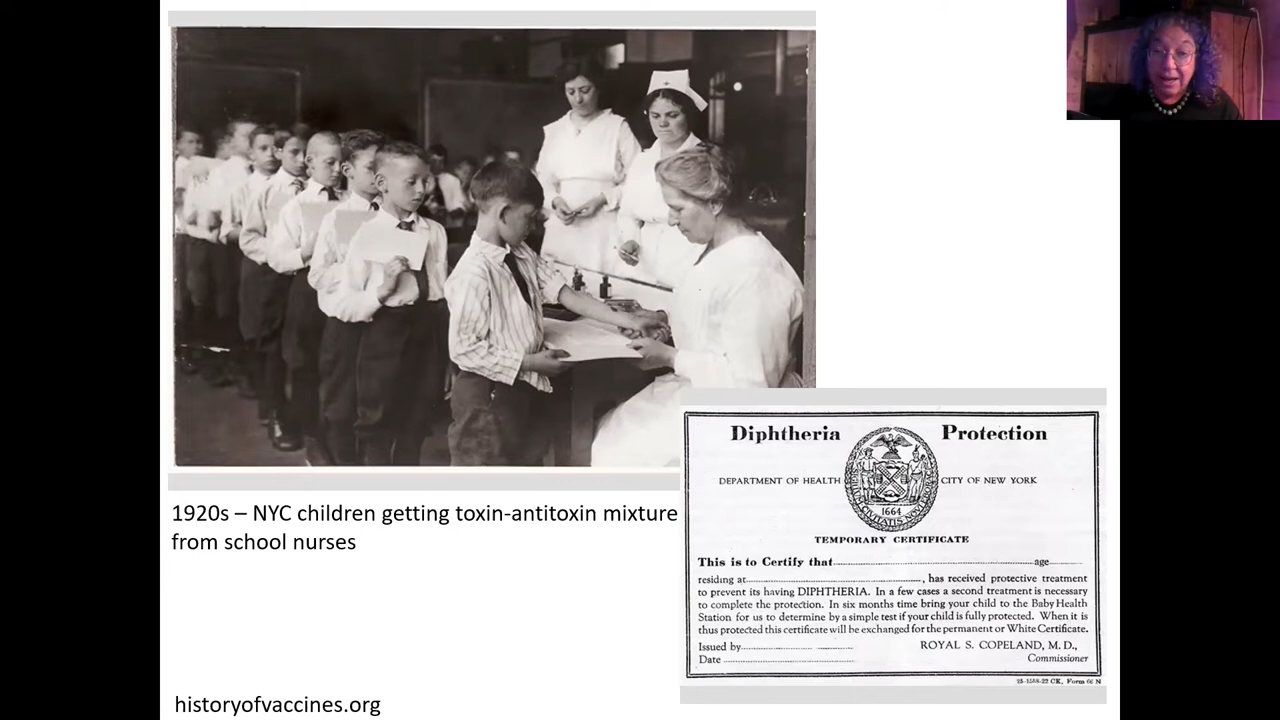 1920s – NYC children getting toxin-antitoxin mixture
from school nurses
Diphtheria Protection
DEPARTMENT OF HEALTH CITY OF NEW YORK
1664
TEMPORARY CERTIFICATE
This is to Certify that age
residing at , has received protective treatment
to prevent its having DIPHTHERIA. In a few cases a second treatment is necessary
to complete the protection. In six months time bring your child to the Baby Health
Station for us to determine by a simple test if your child is fully protected. When it is
thus protected this certificate will be exchanged for the permanent or White Certificate.
Issued by ROYAL S. COPELAND, M. D.,
Date Commissioner
Form
historyofvaccines.org